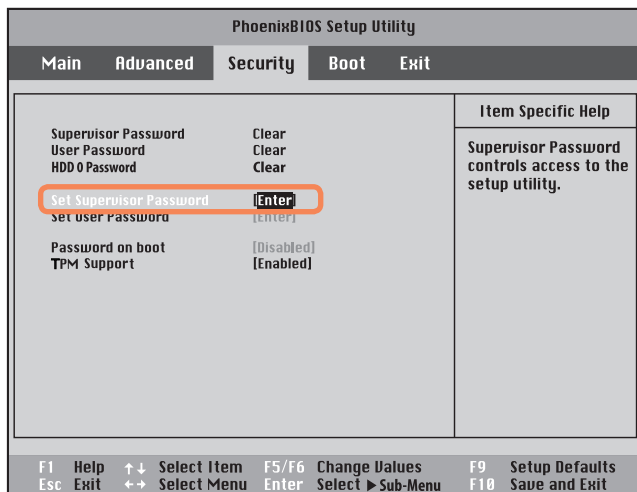 PhoenixBIOS Setup Utility
Main Advanced Security Boot Exit
Item Specific Help
Supervisor Password controls access to the setup utility.
Supervisor Password Clear
User Password Clear
HDD 0 Password Clear
Set Supervisor Password [Enter]
Set User Password [Enter]
Password on boot [Disabled]
TPM Support [Enabled]
F1 Help ↑↓ Select Item F5/F6 Change Values F9 Setup Defaults
Esc Exit ←→ Select Menu Enter Select ▶Sub-Menu F10 Save and Exit